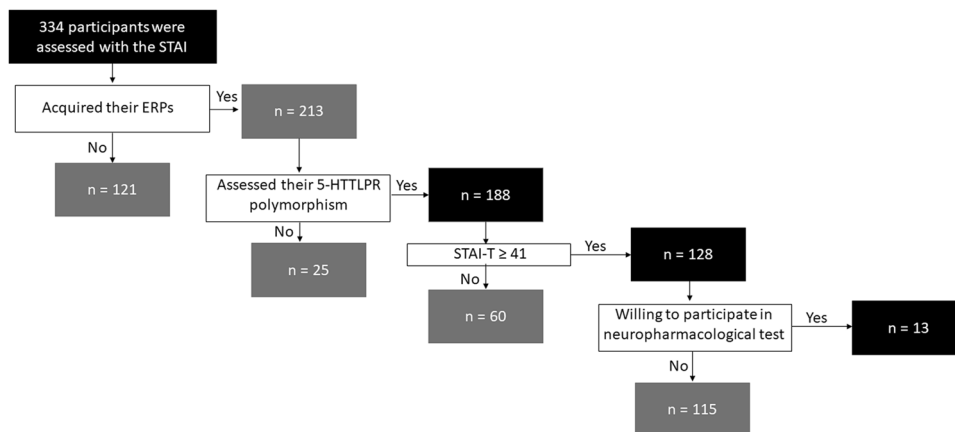 334 participants were
assessed with the STAI
Acquired their ERPs
Yes
n = 213
No
n = 121
Assessed their 5-HTTLPR
polymorphism
Yes
n = 188
No
n = 25
STAI-T ≥ 41
Yes
n = 128
No
n = 60
Willing to participate in
neuropharmacological test
Yes
n = 13
No
n = 115